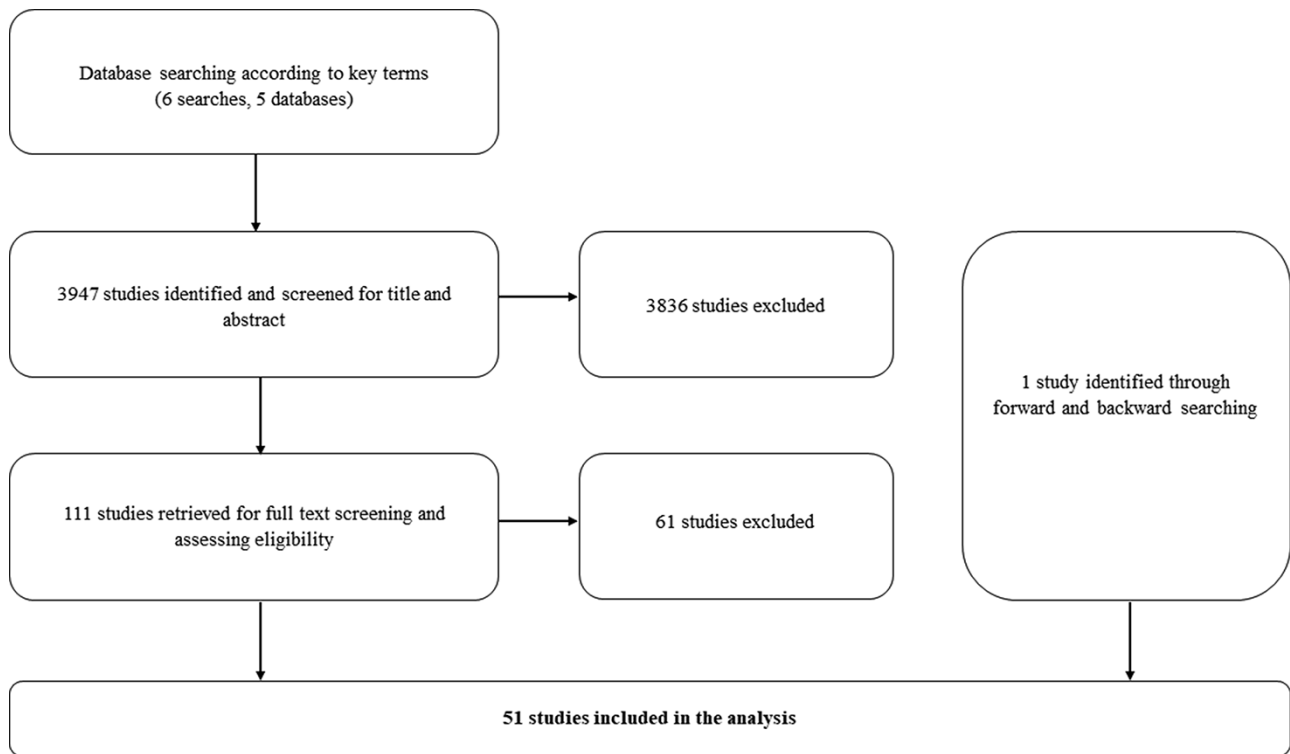 Database searching according to key terms
(6 searches, 5 databases)
3947 studies identified and screened for title and
abstract
3836 studies excluded
1 study identified through
forward and backward searching
111 studies retrieved for full text screening and
assessing eligibility
61 studies excluded
51 studies included in the analysis